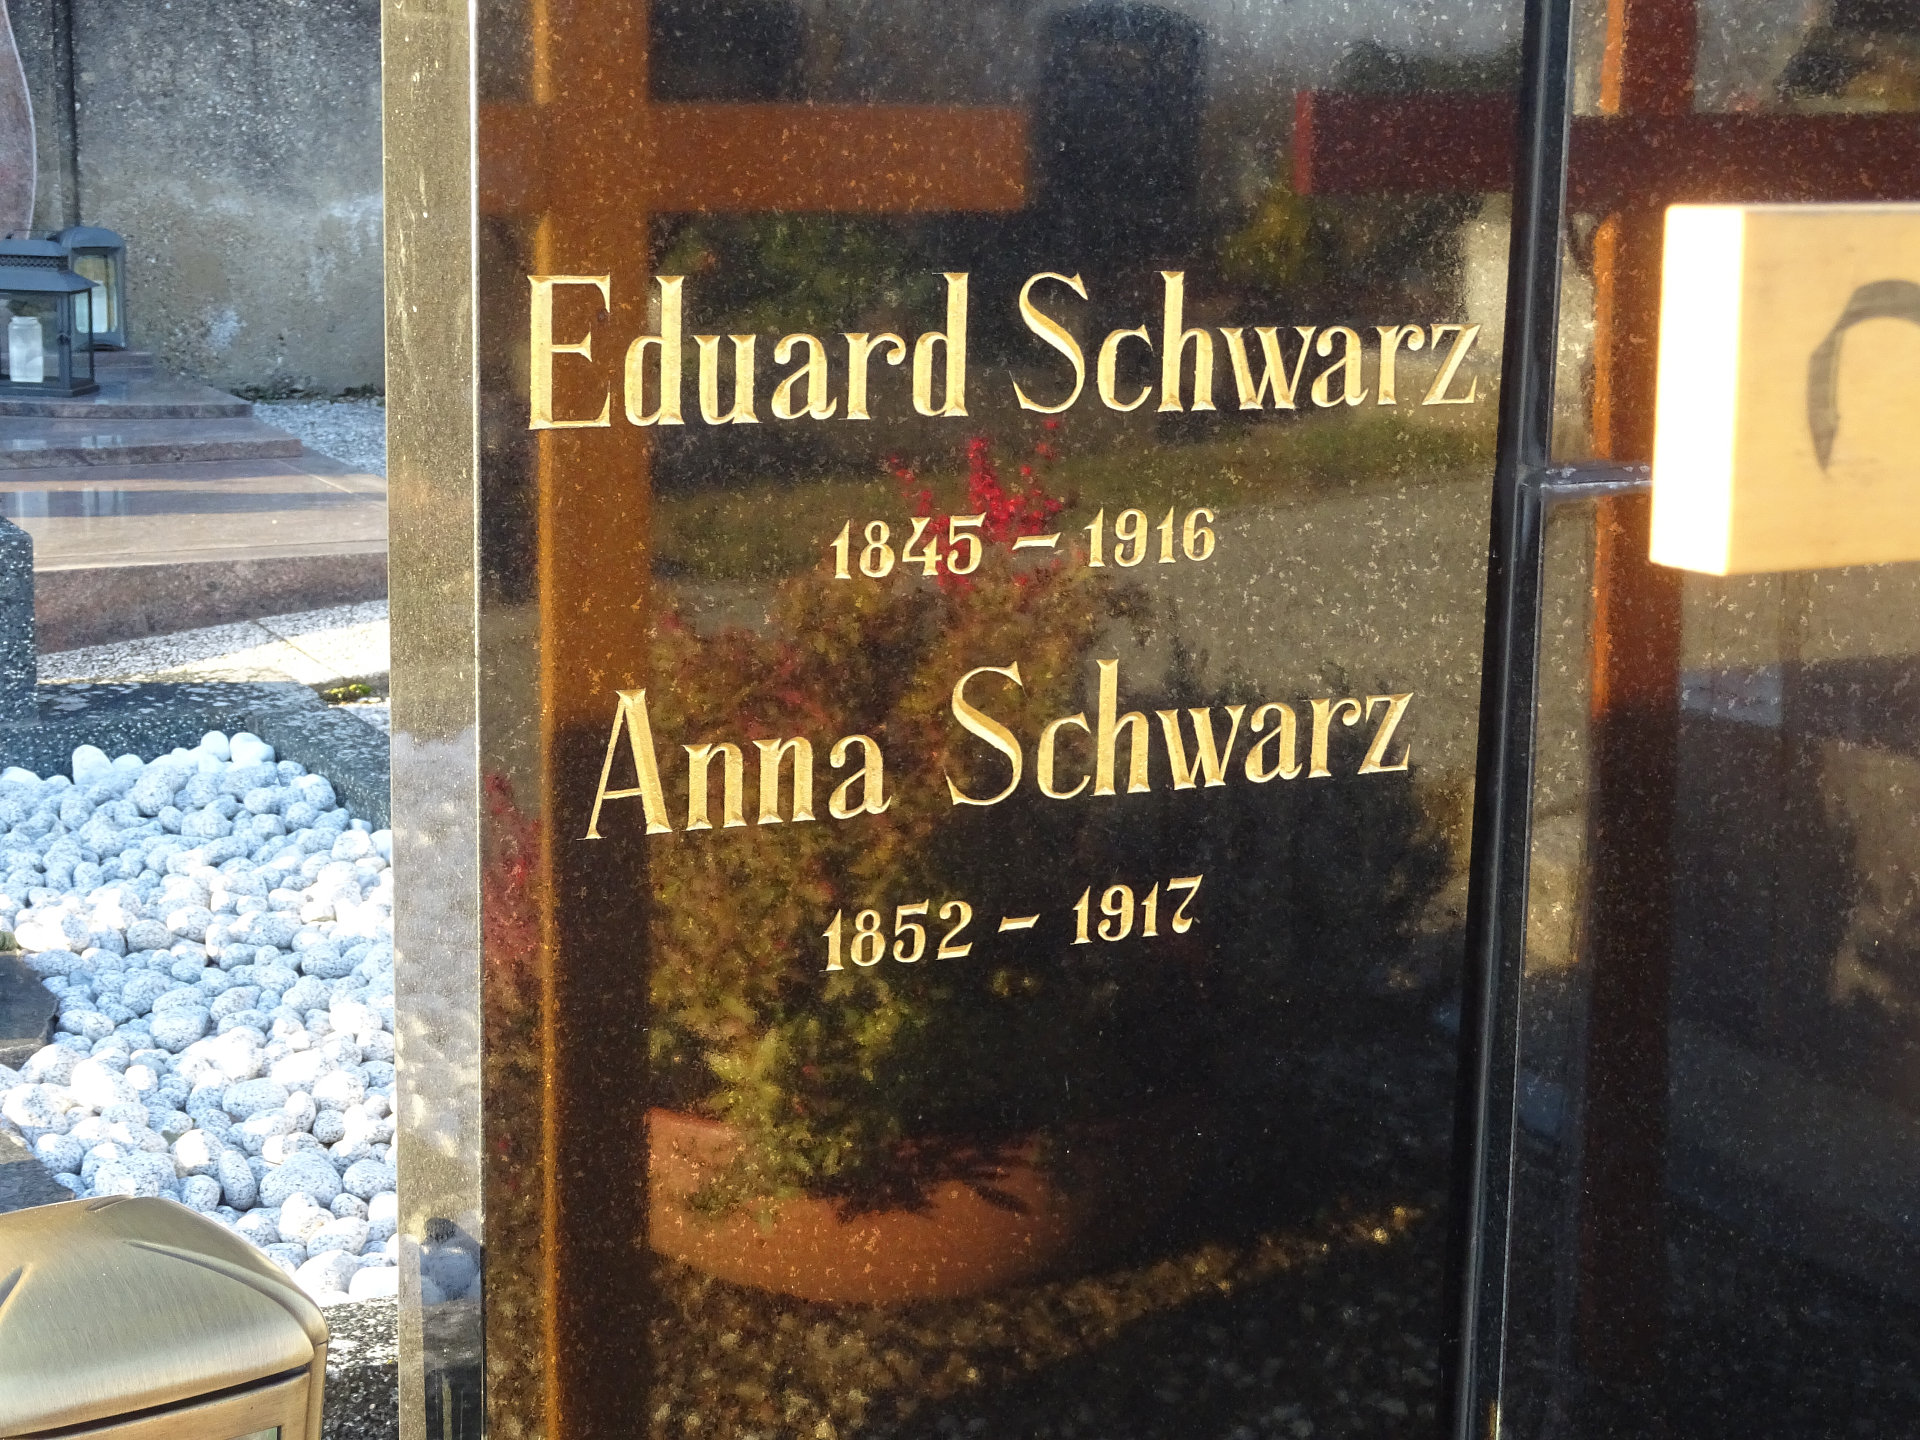 Eduard Schwarz
1845 – 1916
Anna Schwarz
1852 – 1917